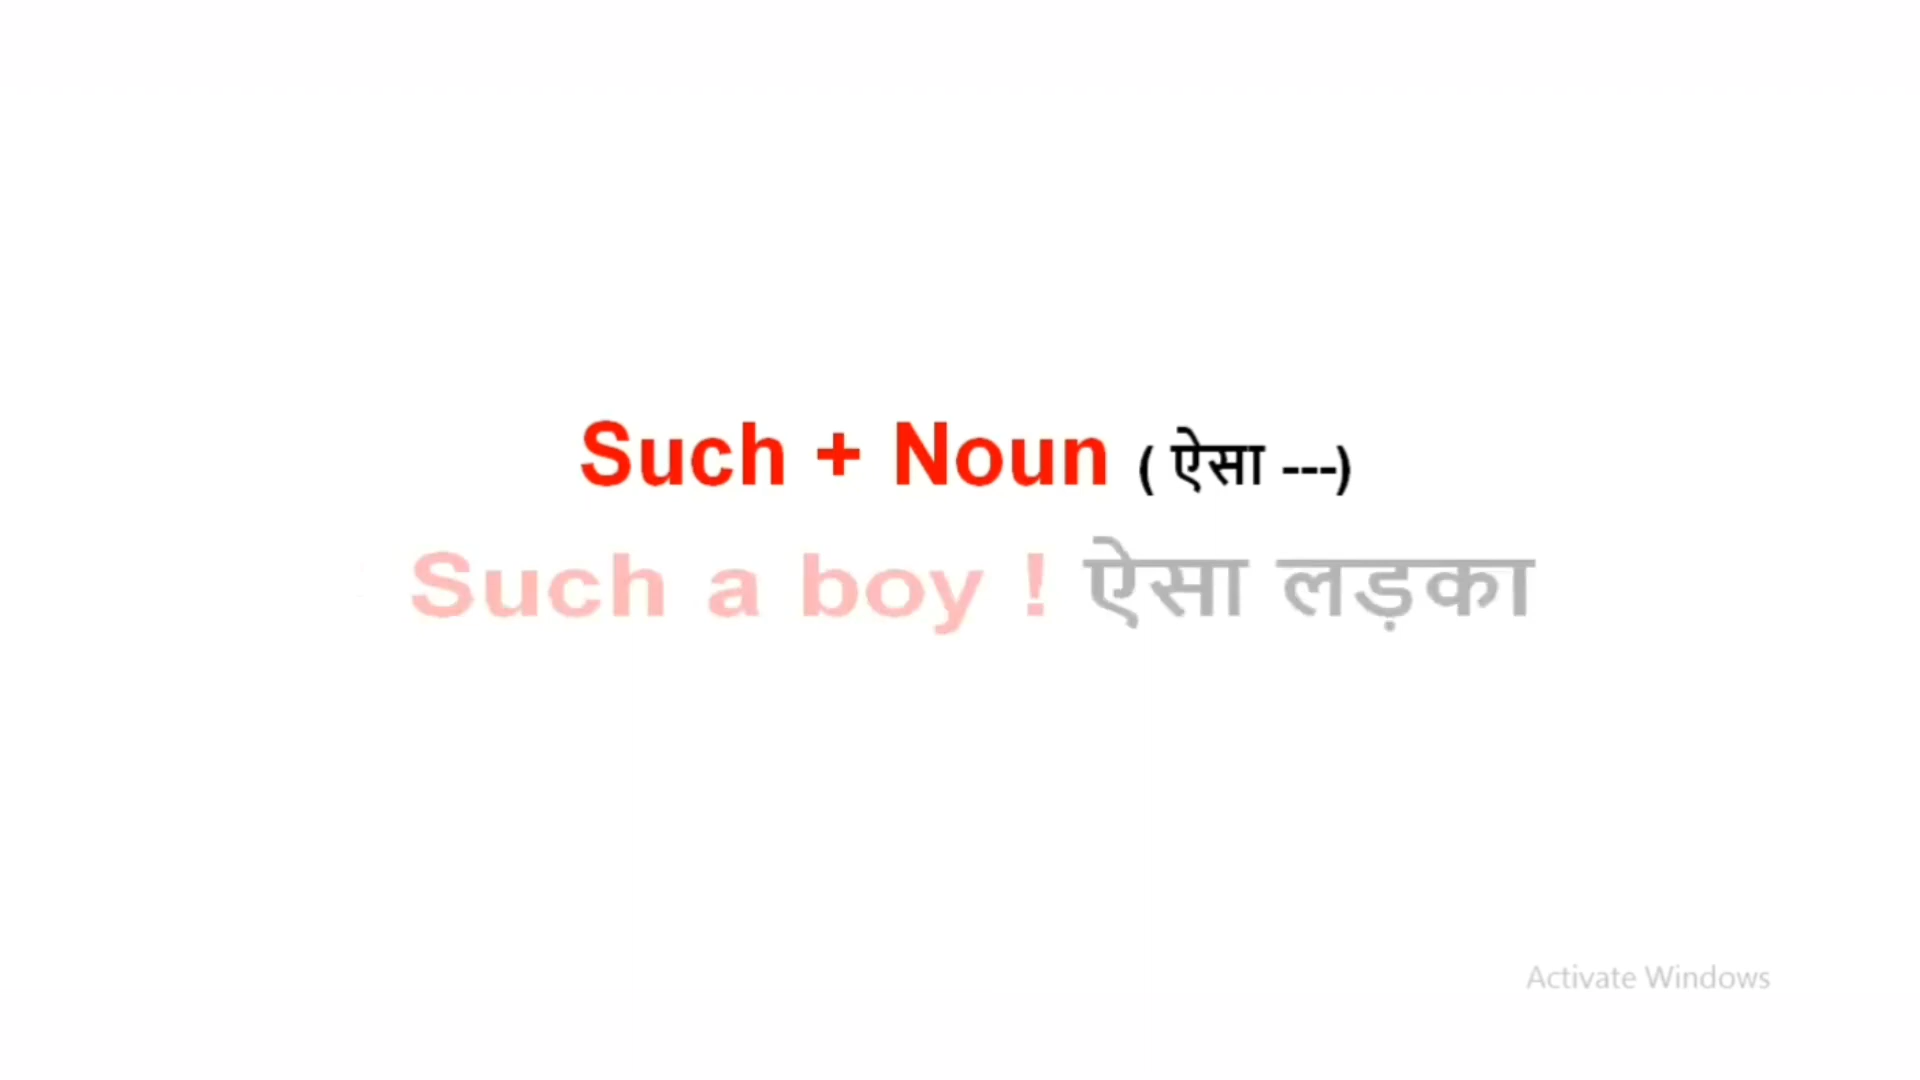 Such + Noun ( ऐसा ---)
Such a boy ! ऐसा लड़का
Activate Windows